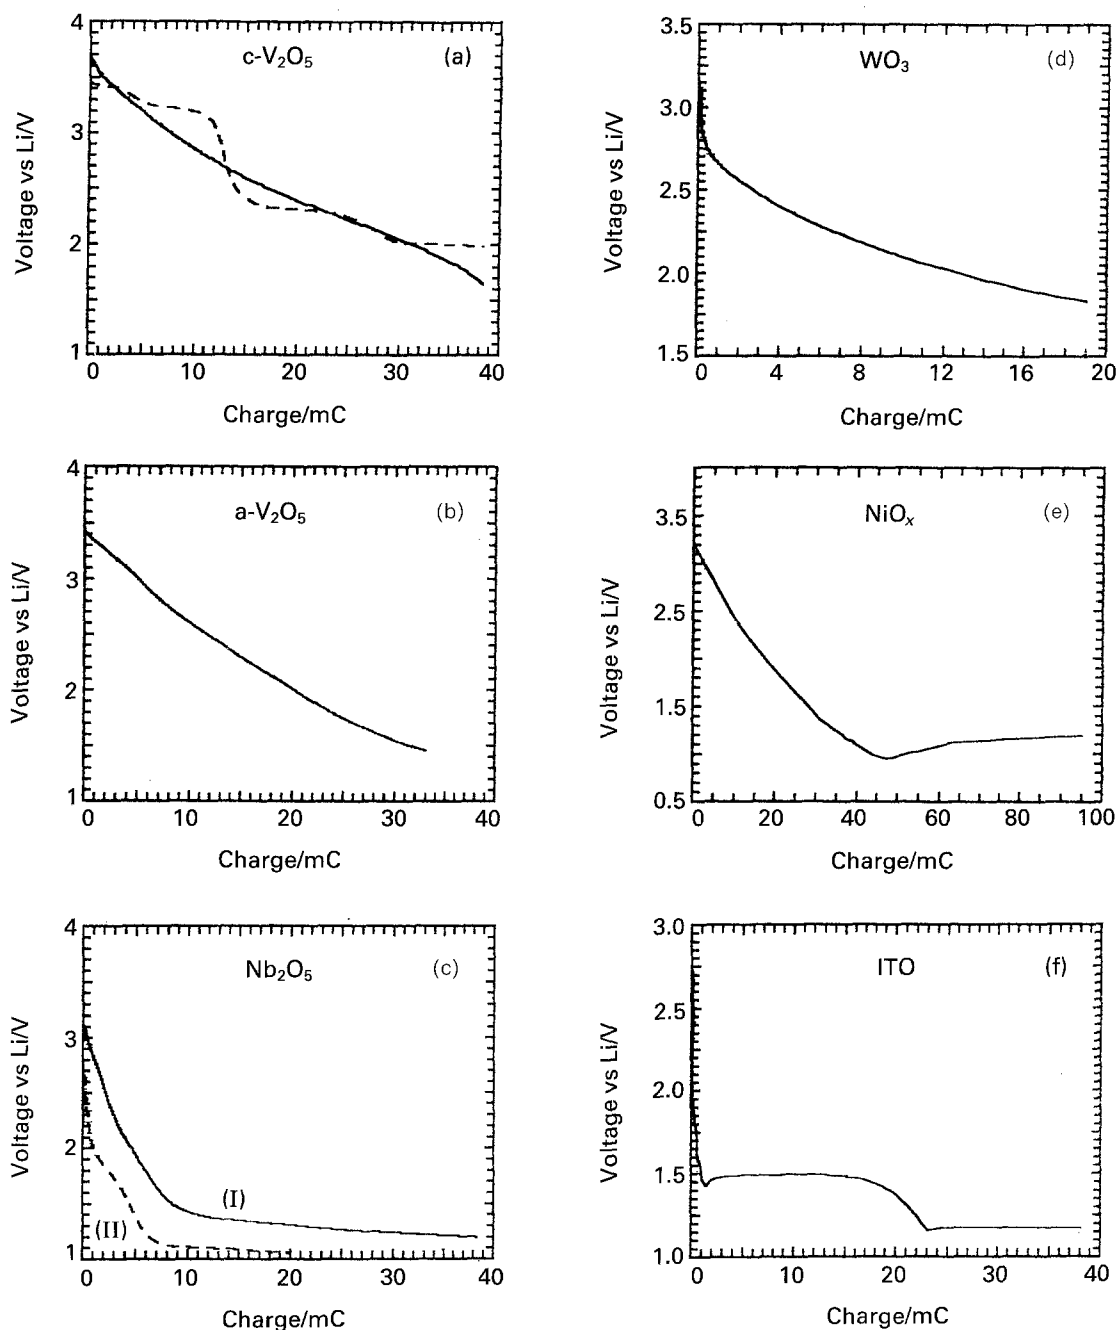 4
3
2
1
Voltage vs Li/V
c-V₂O₅
(a)
0 10 20 30 40
Charge/mC
3.5
3.0
2.5
2.0
1.5
Voltage vs Li/V
WO₃
(d)
0 4 8 12 16 20
Charge/mC
4
3
2
1
Voltage vs Li/V
a-V₂O₅
(b)
0 10 20 30 40
Charge/mC
3.5
2.5
1.5
0.5
Voltage vs Li/V
NiOₓ
(e)
0 20 40 60 80 100
Charge/mC
4
3
2
1
Voltage vs Li/V
Nb₂O₅
(c)
(I)
(II)
0 10 20 30 40
Charge/mC
3.0
2.5
2.0
1.5
1.0
Voltage vs Li/V
ITO
(f)
0 10 20 30 40
Charge/mC